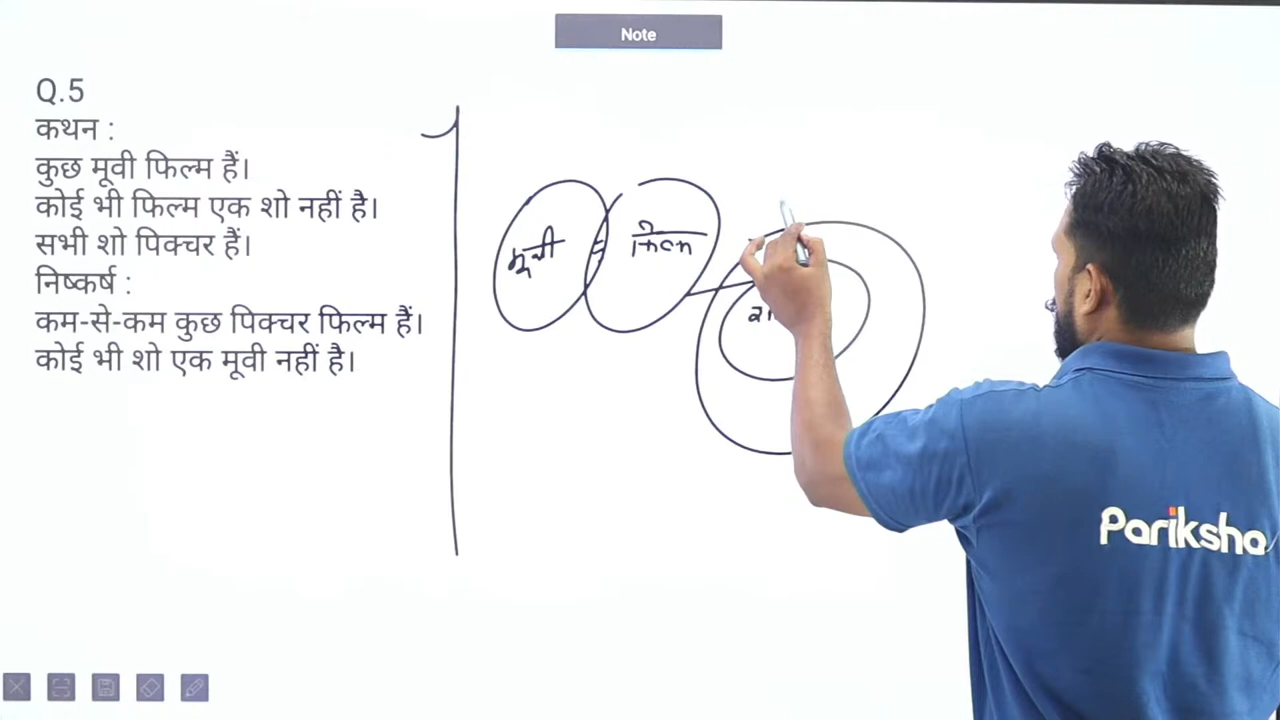 Note
Q.5
कथन :
कुछ मूवी फिल्म हैं।
कोई भी फिल्म एक शो नहीं है।
सभी शो पिक्चर हैं।
निष्कर्ष :
कम-से-कम कुछ पिक्चर फिल्म हैं।
कोई भी शो एक मूवी नहीं है।
मूवी
फिल्म
Pariksha